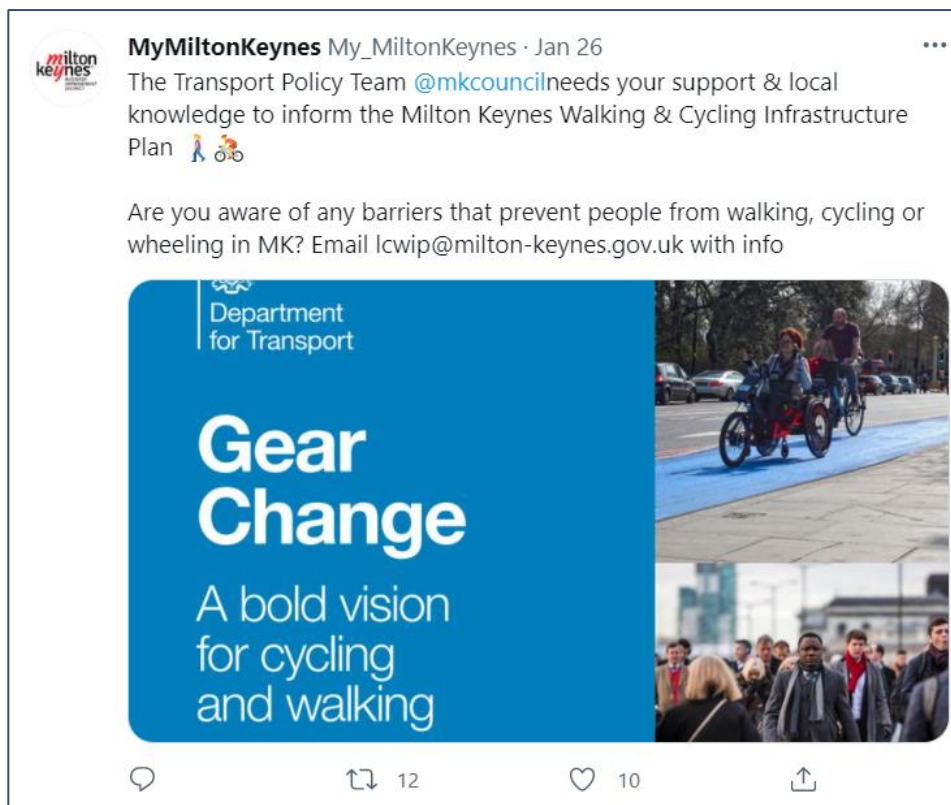 milton
keynes
MyMiltonKeynes My_MiltonKeynes · Jan 26
The Transport Policy Team @mkcouncilneeds your support & local
knowledge to inform the Milton Keynes Walking & Cycling Infrastructure
Plan 🚶🚴
Are you aware of any barriers that prevent people from walking, cycling or
wheeling in MK? Email lcwip@milton-keynes.gov.uk with info
Department
for Transport
Gear
Change
A bold vision
for cycling
and walking
12
10